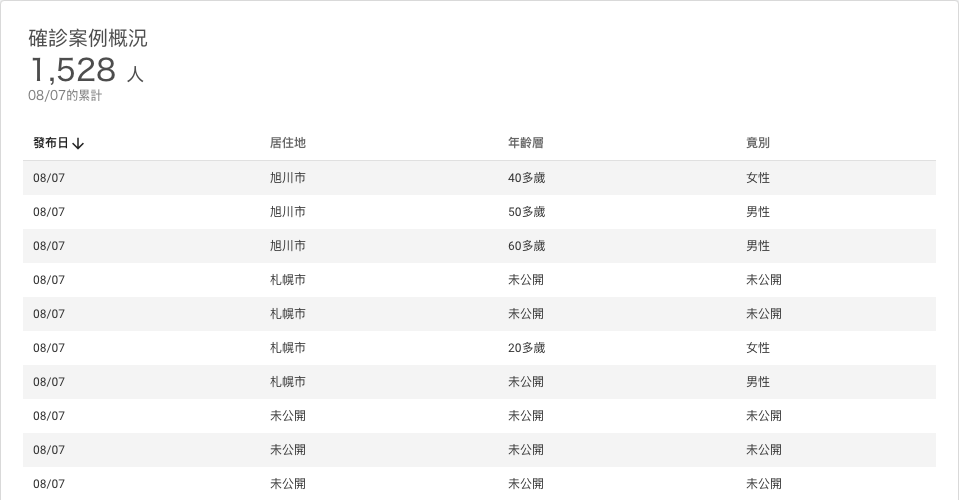 確診案例概況
1,528 人
08/07的累計
發布日↓ 居住地 年齡層 竟別
08/07 旭川市 40多歲 女性
08/07 旭川市 50多歲 男性
08/07 旭川市 60多歲 男性
08/07 札幌市 未公開 未公開
08/07 札幌市 未公開 未公開
08/07 札幌市 20多歲 女性
08/07 札幌市 未公開 男性
08/07 未公開 未公開 未公開
08/07 未公開 未公開 未公開
08/07 未公開 未公開 未公開